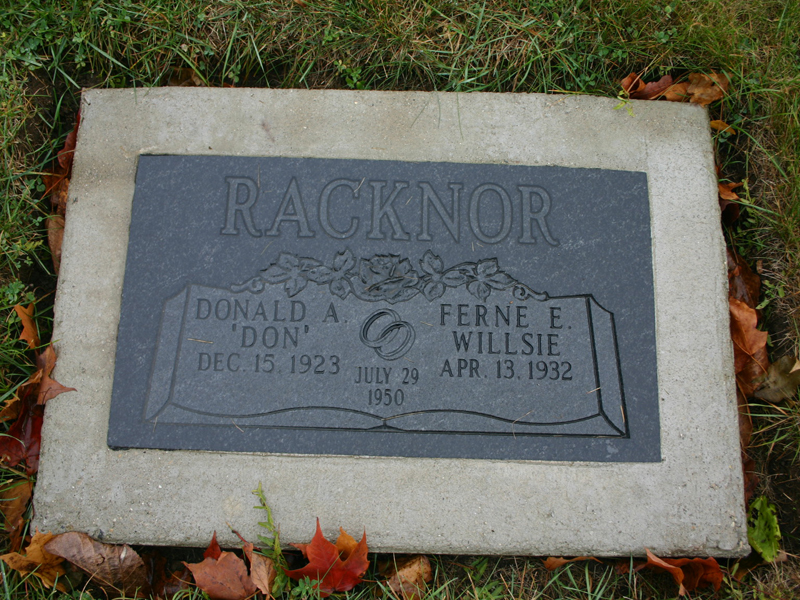 RACKNOR
DONALD A.
'DON'
DEC. 15, 1923
JULY 29
1950
FERNE E.
WILLSIE
APR. 13, 1932